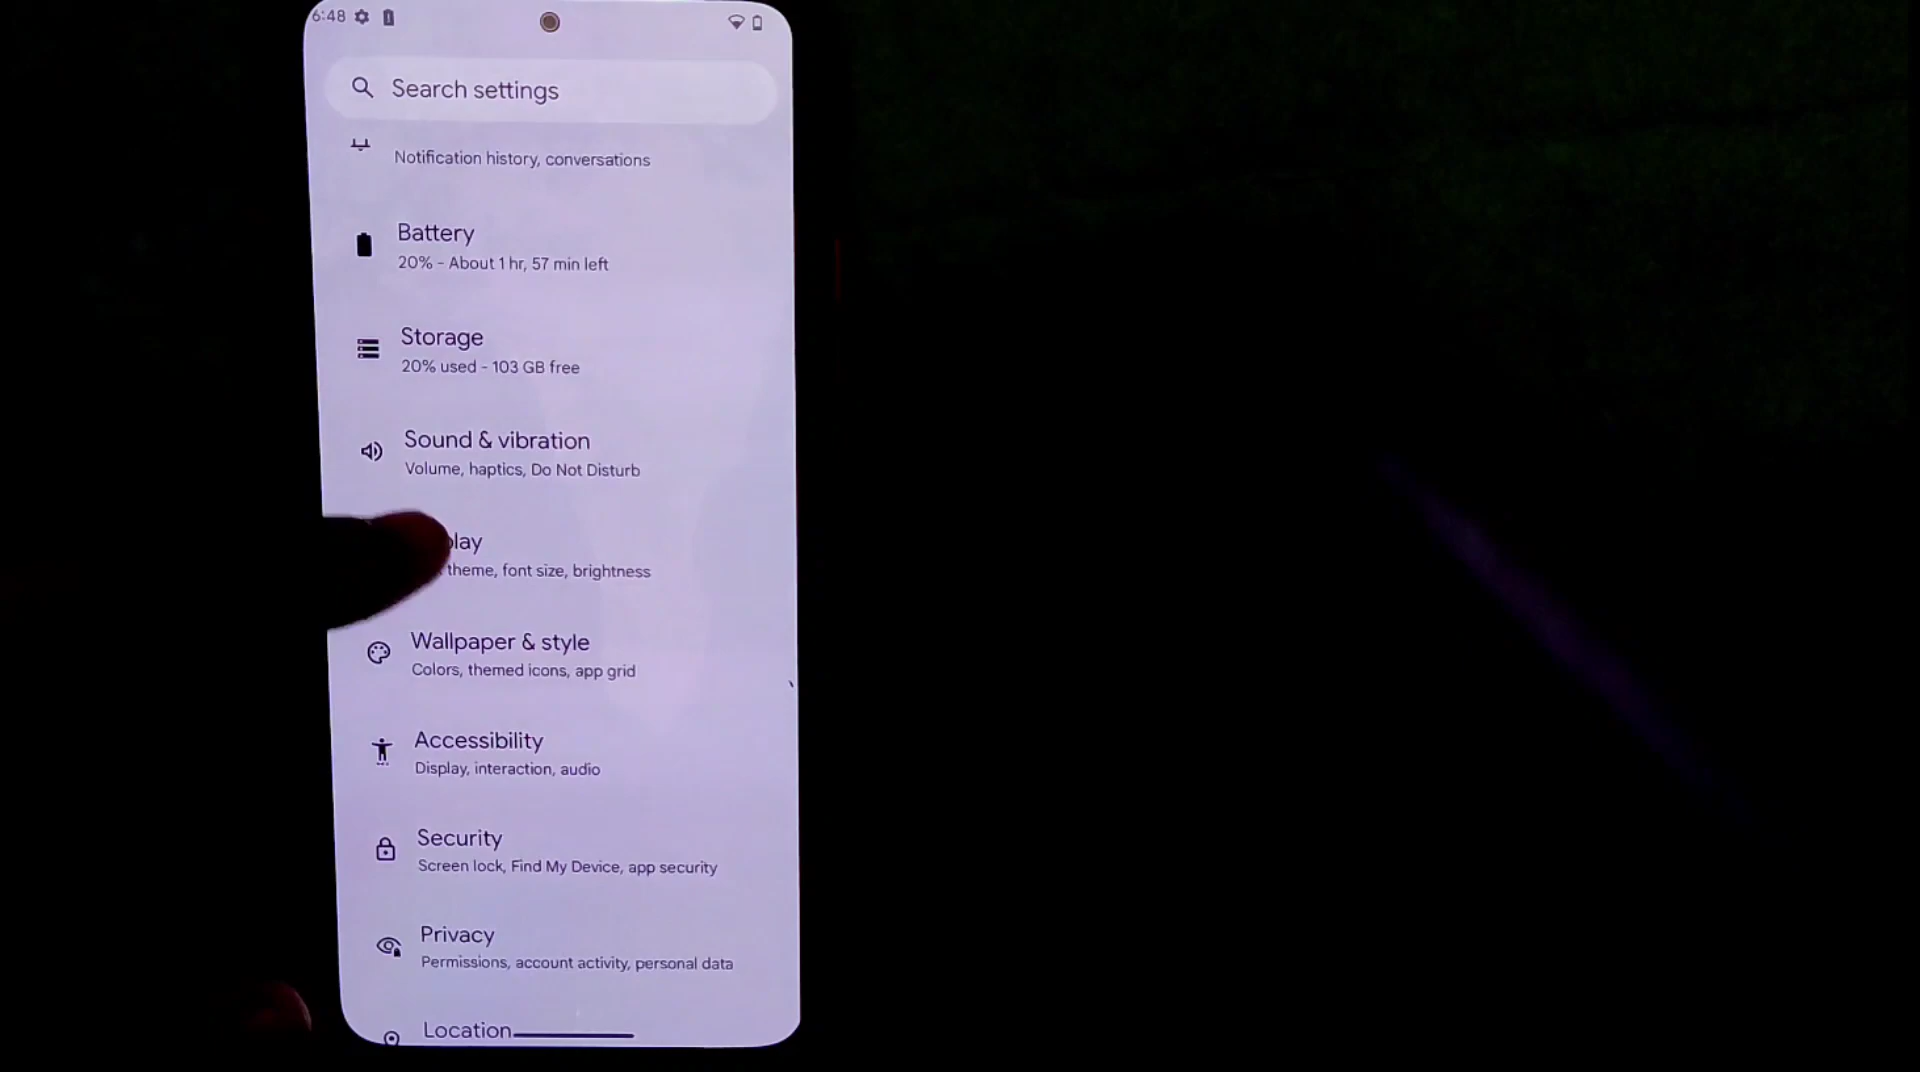 6:48
Search settings
Notification history, conversations
Battery
20% - About 1 hr, 57 min left
Storage
20% used - 103 GB free
Sound & vibration
Volume, haptics, Do Not Disturb
play
theme, font size, brightness
Wallpaper & style
Colors, themed icons, app grid
Accessibility
Display, interaction, audio
Security
Screen lock, Find My Device, app security
Privacy
Permissions, account activity, personal data
Location